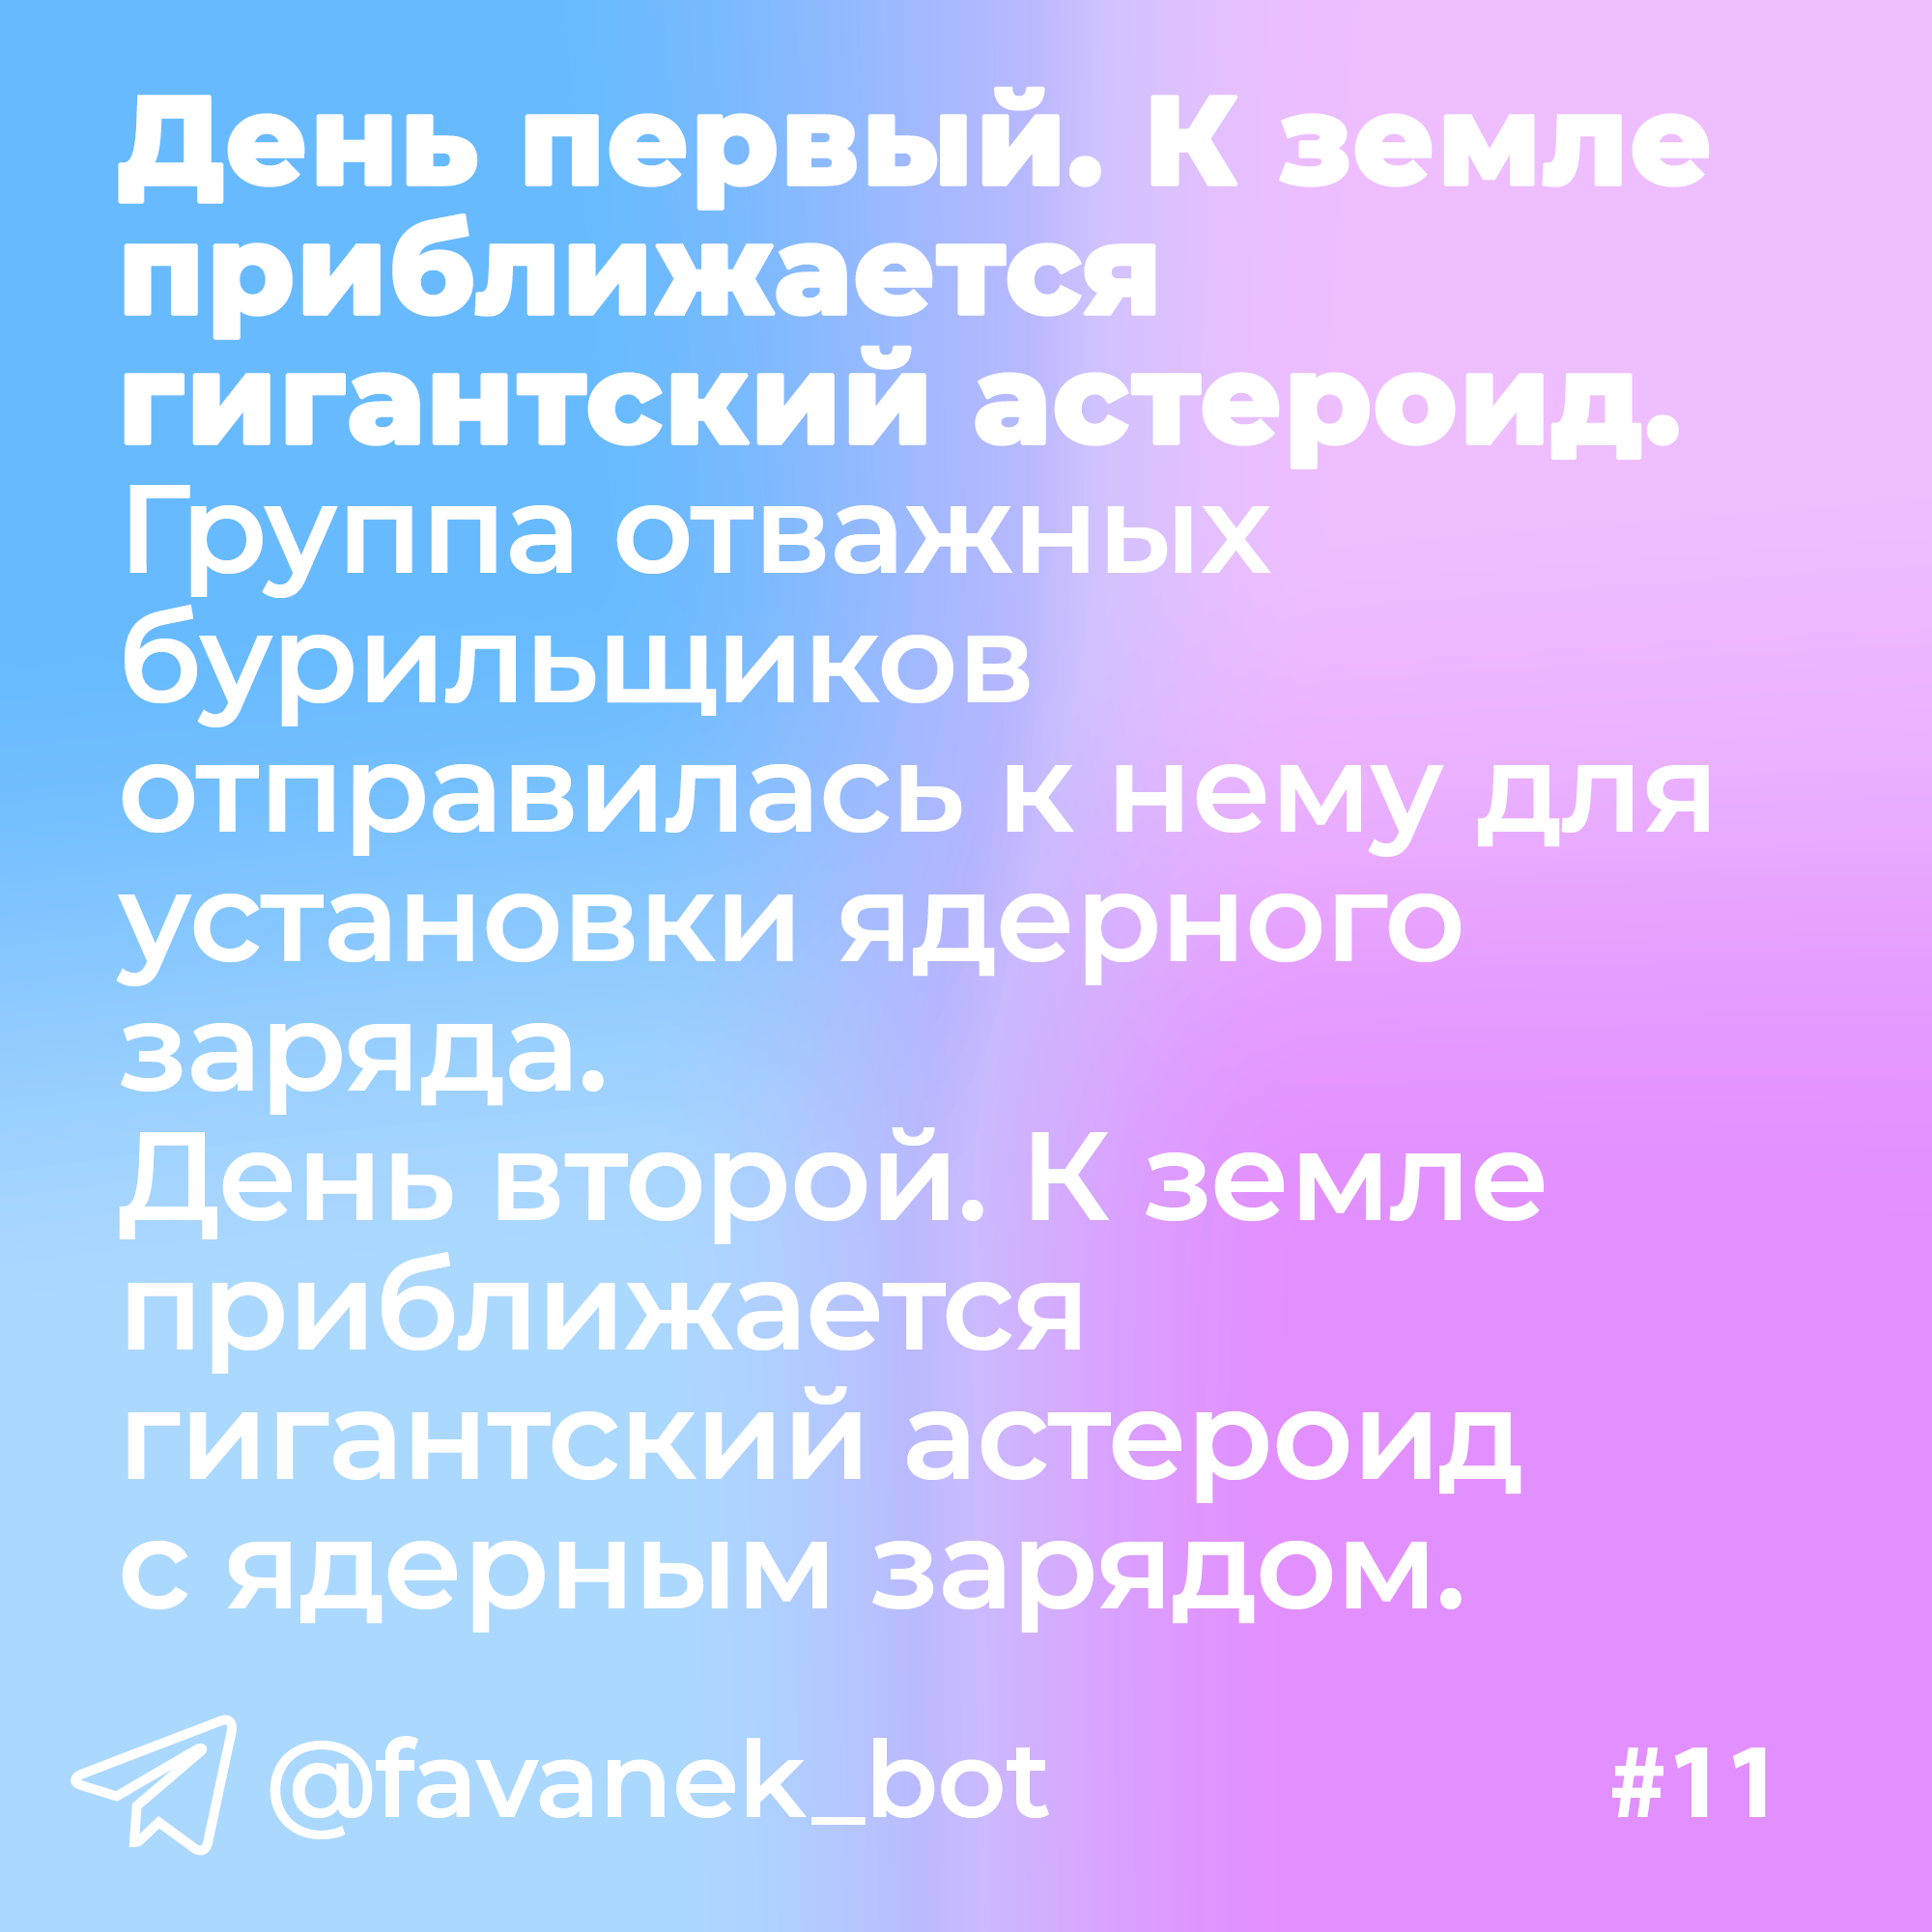 День первый. К земле
приближается
гигантский астероид.
Группа отважных
бурильщиков
отправилась к нему для
установки ядерного
заряда.
День второй. К земле
приближается
гигантский астероид
с ядерным зарядом.
@favanek_bot
#11